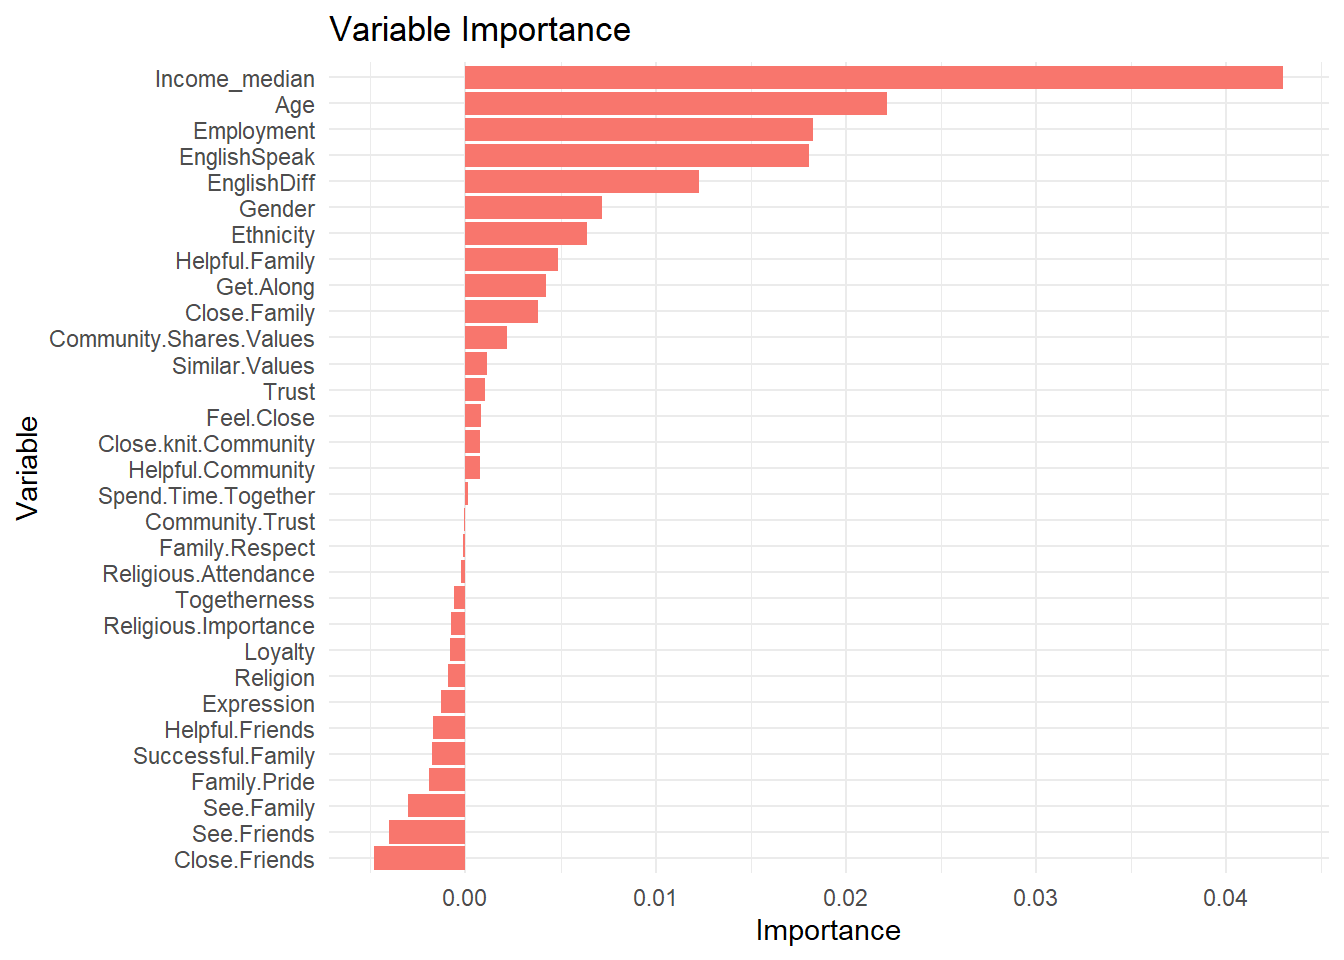 Variable Importance
Income_median
Age
Employment
EnglishSpeak
EnglishDiff
Gender
Ethnicity
Helpful.Family
Get.Along
Close.Family
Community.Shares.Values
Similar.Values
Trust
Feel.Close
Close.knit.Community
Helpful.Community
Spend.Time.Together
Community.Trust
Family.Respect
Religious.Attendance
Togetherness
Religious.Importance
Loyalty
Religion
Expression
Helpful.Friends
Successful.Family
Family.Pride
See.Family
See.Friends
Close.Friends
Variable
0.00 0.01 0.02 0.03 0.04
Importance